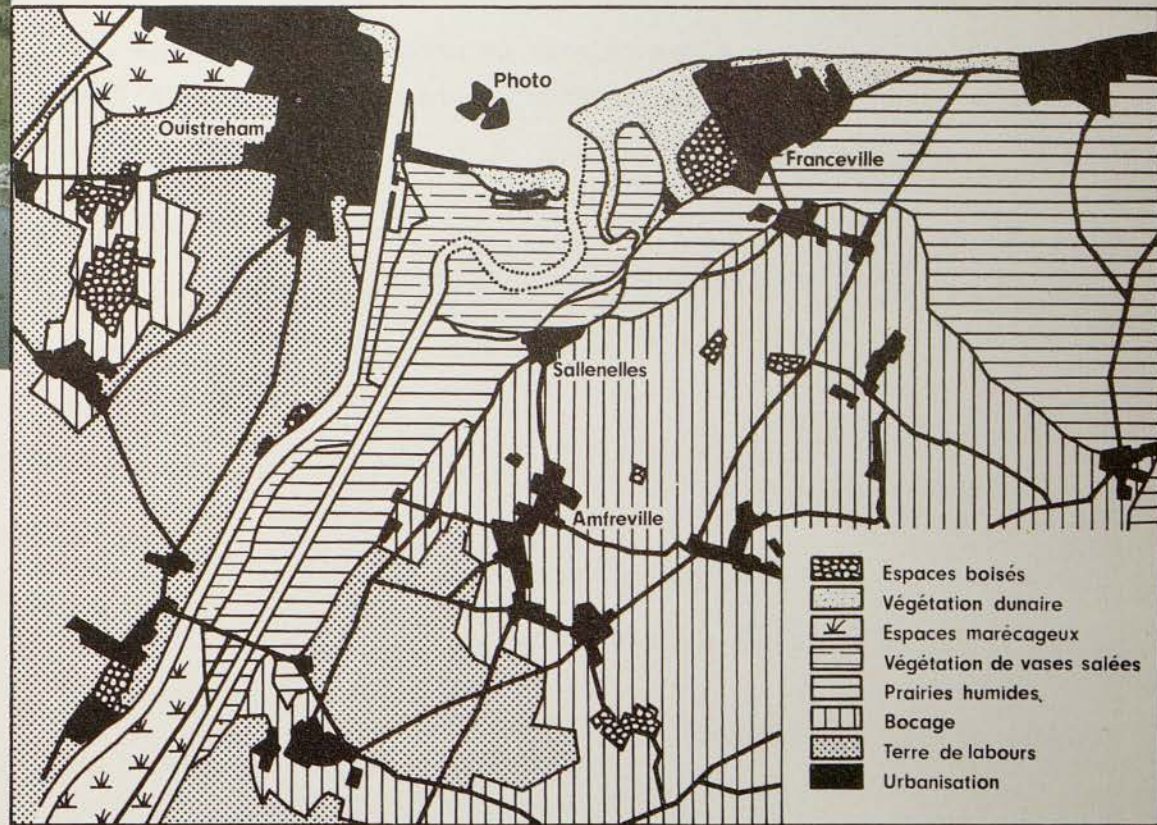 Photo
Ouistreham
Franceville
Sallenelles
Amfreville
Espaces boisés
Végétation dunaire
Espaces marécageux
Végétation de vases salées
Prairies humides
Bocage
Terre de labours
Urbanisation